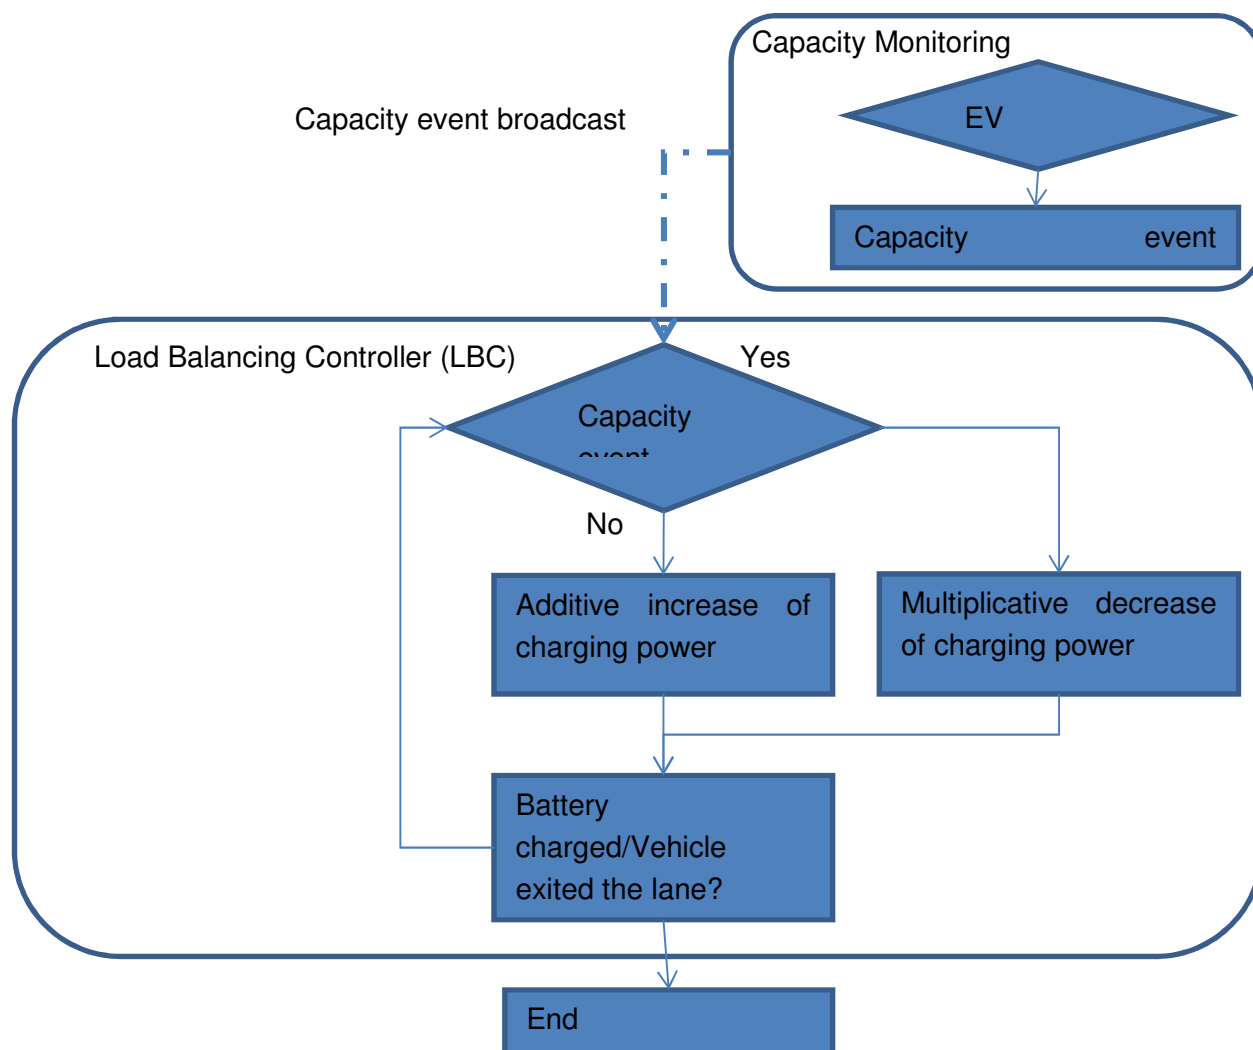 Capacity Monitoring
EV
Capacity event broadcast
Capacity event
Load Balancing Controller (LBC)
Yes
Capacity
event
No
Additive increase of
charging power
Multiplicative decrease
of charging power
Battery
charged/Vehicle
exited the lane?
End